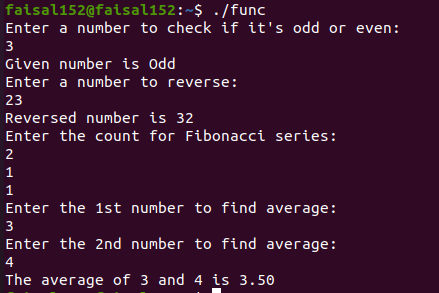 faisal152@faisal152:~$ ./func
Enter a number to check if it's odd or even:
3
Given number is Odd
Enter a number to reverse:
23
Reversed number is 32
Enter the count for Fibonacci series:
2
1
1
Enter the 1st number to find average:
3
Enter the 2nd number to find average:
4
The average of 3 and 4 is 3.50